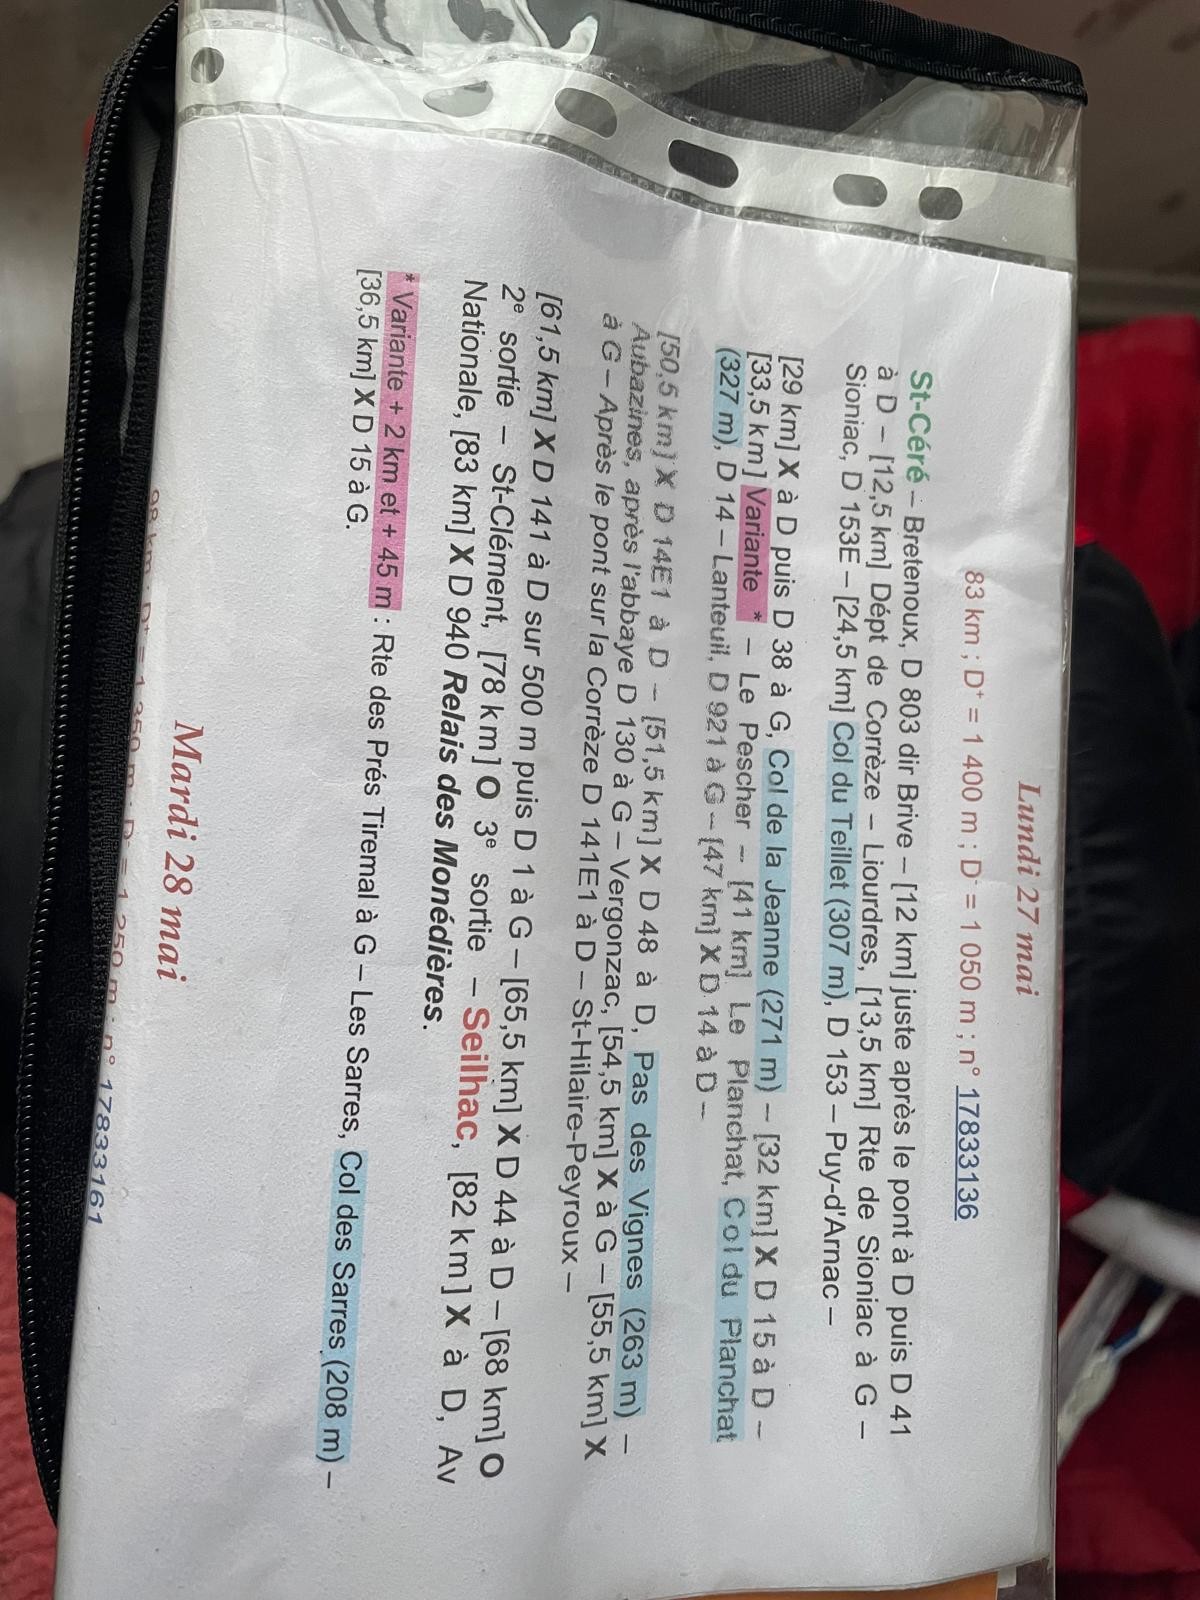 Lundi 27 mai
83 km ; D⁺ = 1 400 m ; D⁻ = 1 050 m ; n° 17833136
St-Céré – Bretenoux, D 803 dir Brive – [12 km] juste après le pont à D puis D 41
à D – [12,5 km] Dépt de Corrèze – Liourdres, [13,5 km] Rte de Sioniac à G –
Sioniac, D 153E – [24,5 km] Col du Teillet (307 m), D 153 – Puy-d'Arnac –
[29 km] X à D puis D 38 à G, Col de la Jeanne (271 m) – [32 km] X D 15 à D –
[33,5 km] Variante * – Le Pescher – [41 km] Le Planchat, Col du Planchat
(327 m), D 14 – Lanteuil, D 921 à G – [47 km] X D 14 à D –
[50,5 km] X D 14E1 à D – [51,5 km] X D 48 à D, Pas des Vignes (263 m) –
Aubazines, après l'abbaye D 130 à G – Vergonzac, [54,5 km] X à G – [55,5 km] X
à G – Après le pont sur la Corrèze D 141E1 à D – St-Hilaire-Peyroux –
[61,5 km] X D 141 à D sur 500 m puis D 1 à G – [65,5 km] X D 44 à D – [68 km] O
2ᵉ sortie – St-Clément, [78 km] O 3ᵉ sortie – Seilhac, [82 km] X à D, Av
Nationale, [83 km] X D 940 Relais des Monédières.
* Variante + 2 km et + 45 m : Rte des Prés Tiremal à G – Les Sarres, Col des Sarres (208 m) –
[36,5 km] X D 15 à G.
Mardi 28 mai
98 km ; D⁺ = 1 350 m ; D⁻ = 1 250 m ; n° 17833161